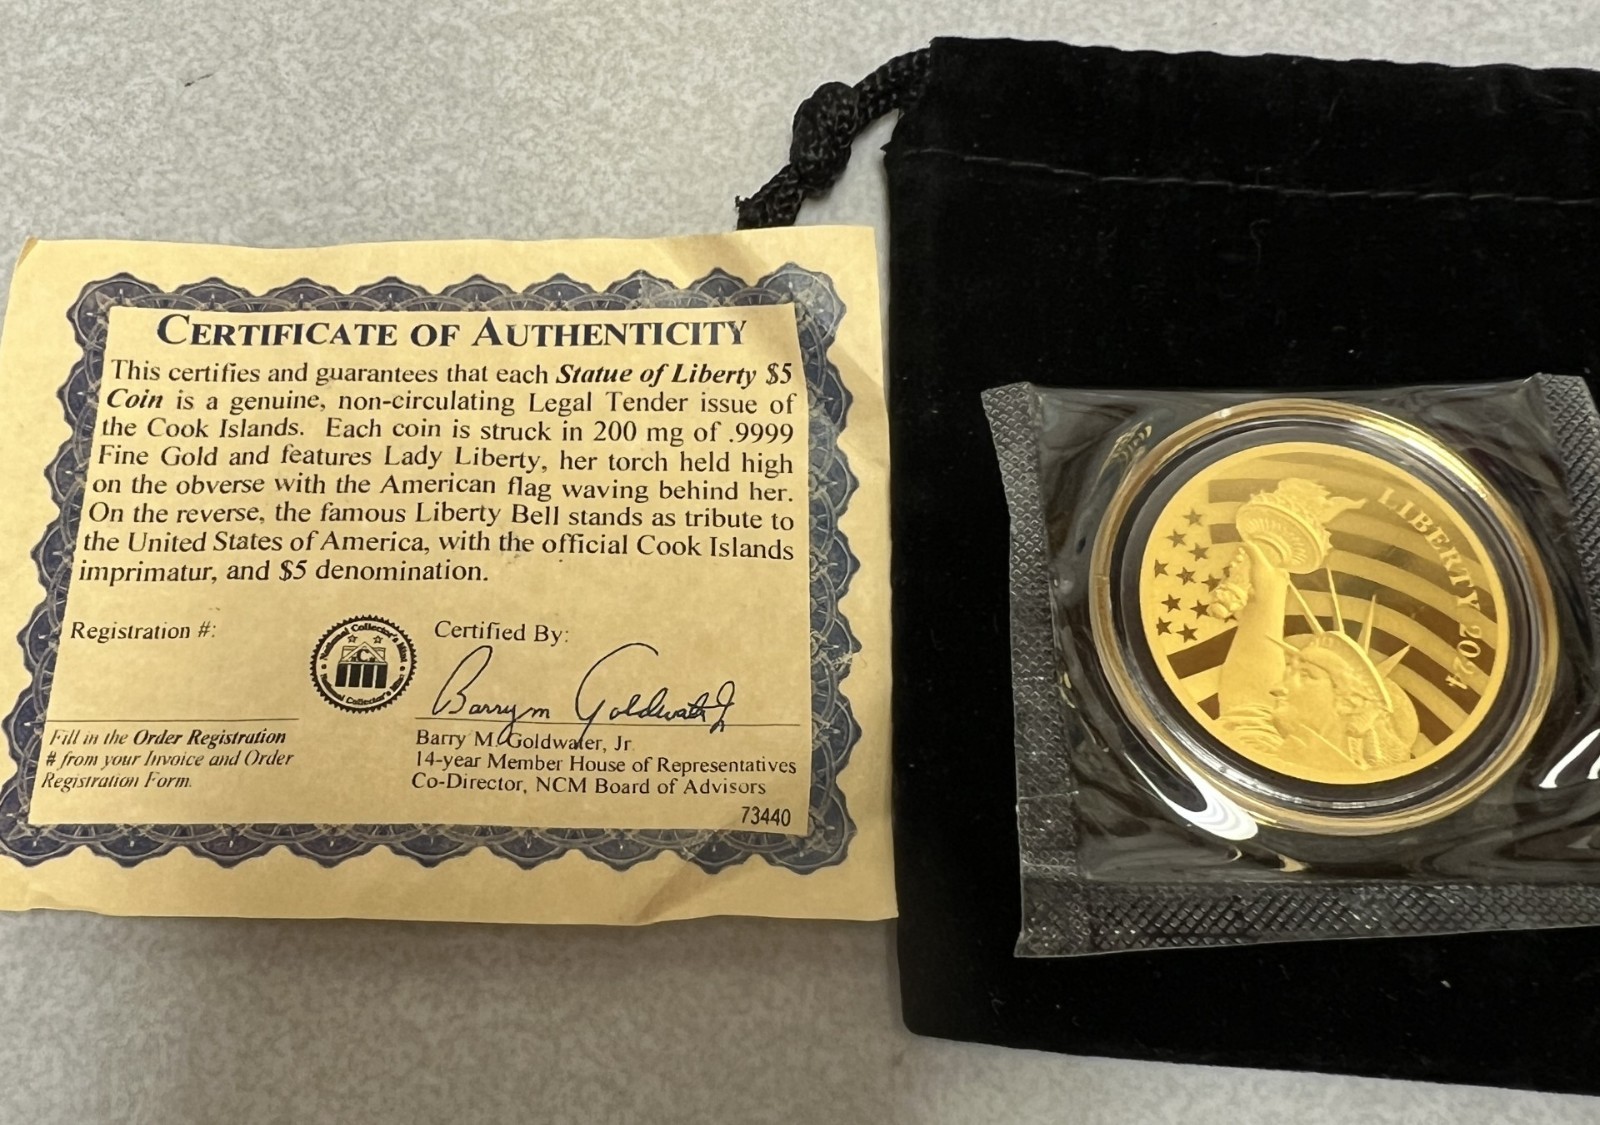 CERTIFICATE OF AUTHENTICITY
This certifies and guarantees that each Statue of Liberty $5
Coin is a genuine, non-circulating Legal Tender issue of
the Cook Islands. Each coin is struck in 200 mg of .9999
Fine Gold and features Lady Liberty, her torch held high
on the obverse with the American flag waving behind her.
On the reverse, the famous Liberty Bell stands as tribute to
the United States of America, with the official Cook Islands
imprimatur, and $5 denomination.
Registration #:
Fill in the Order Registration
# from your Invoice and Order
Registration Form.
National Collector's Mint
National Collector's Mint
Certified By:
Barry M Goldwater Jr
Barry M. Goldwater, Jr.
14-year Member House of Representatives
Co-Director, NCM Board of Advisors
73440
LIBERTY 2024